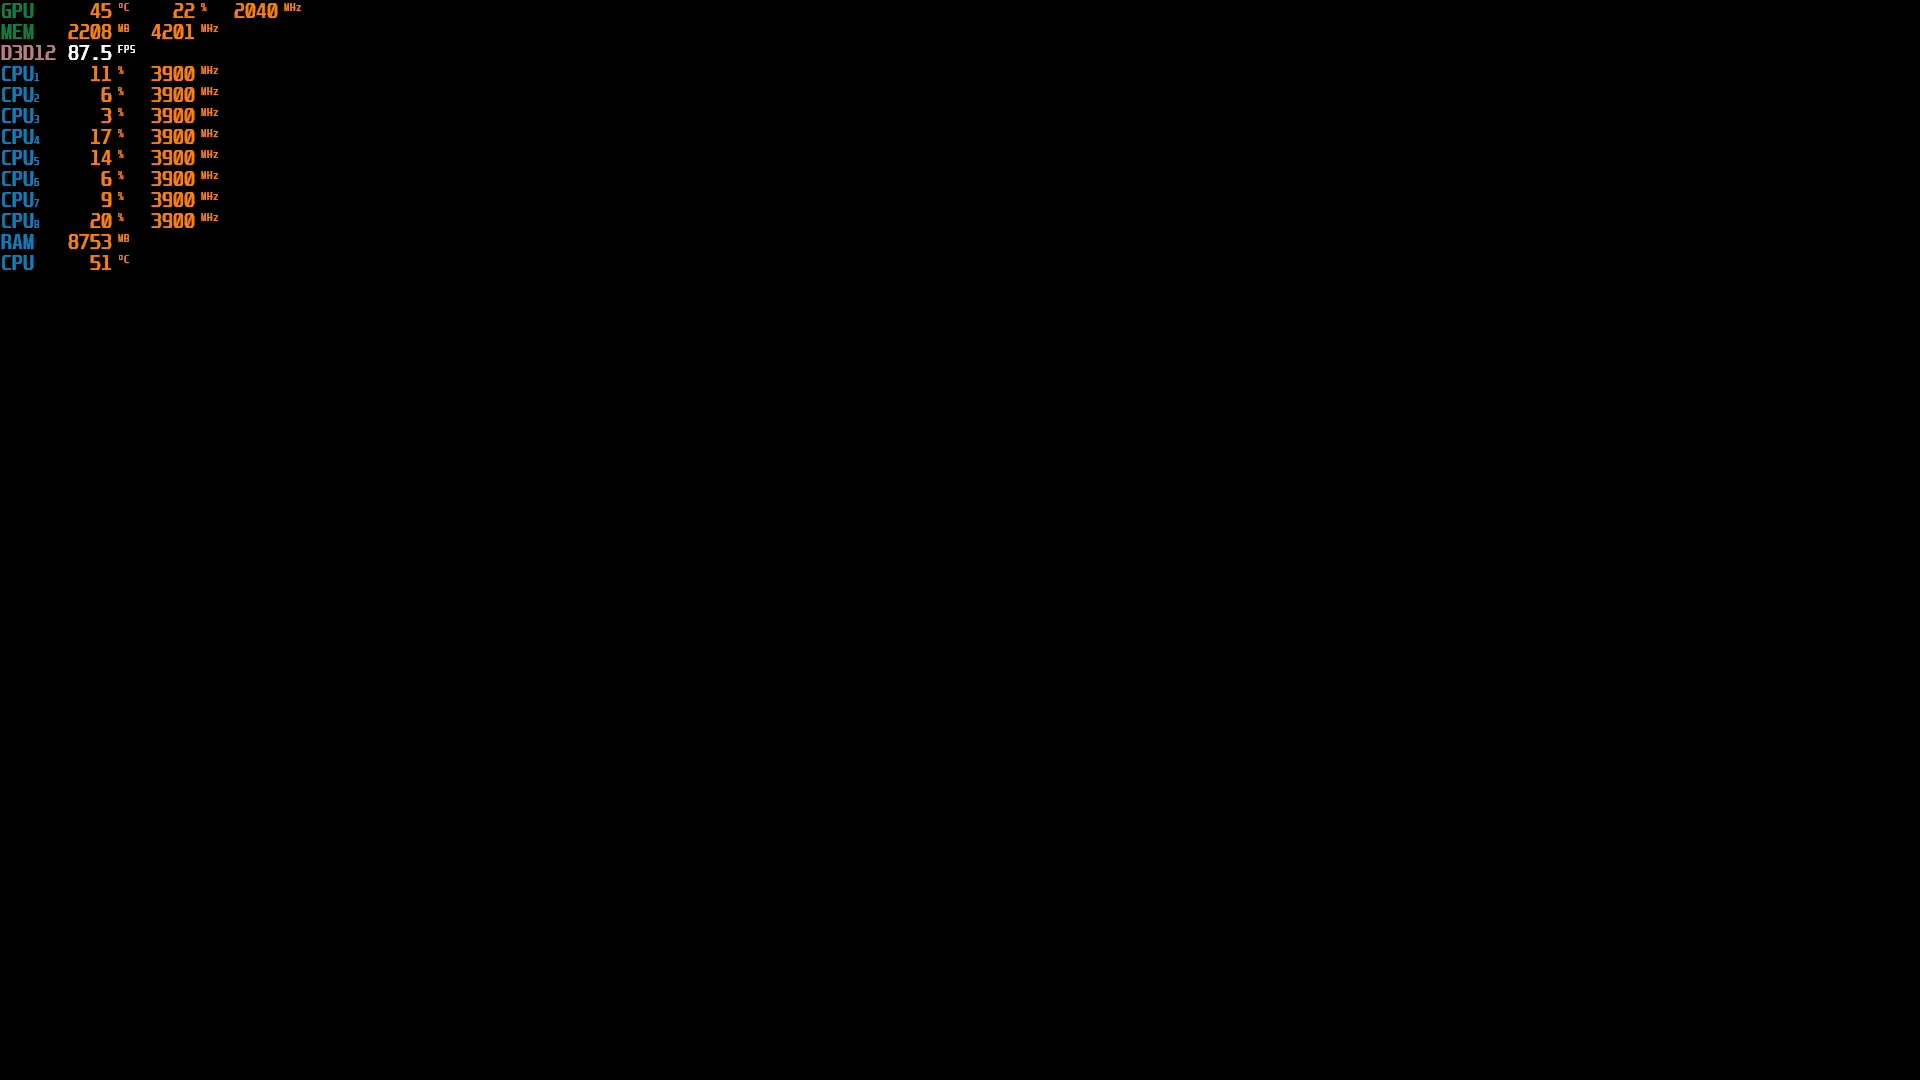 GPU 45 °C 22 % 2040 MHz
MEM 2208 MB 4201 MHz
D3D12 87.5 FPS
CPU1 11 % 3900 MHz
CPU2 6 % 3900 MHz
CPU3 3 % 3900 MHz
CPU4 17 % 3900 MHz
CPU5 14 % 3900 MHz
CPU6 6 % 3900 MHz
CPU7 9 % 3900 MHz
CPU8 20 % 3900 MHz
RAM 8753 MB
CPU 51 °C